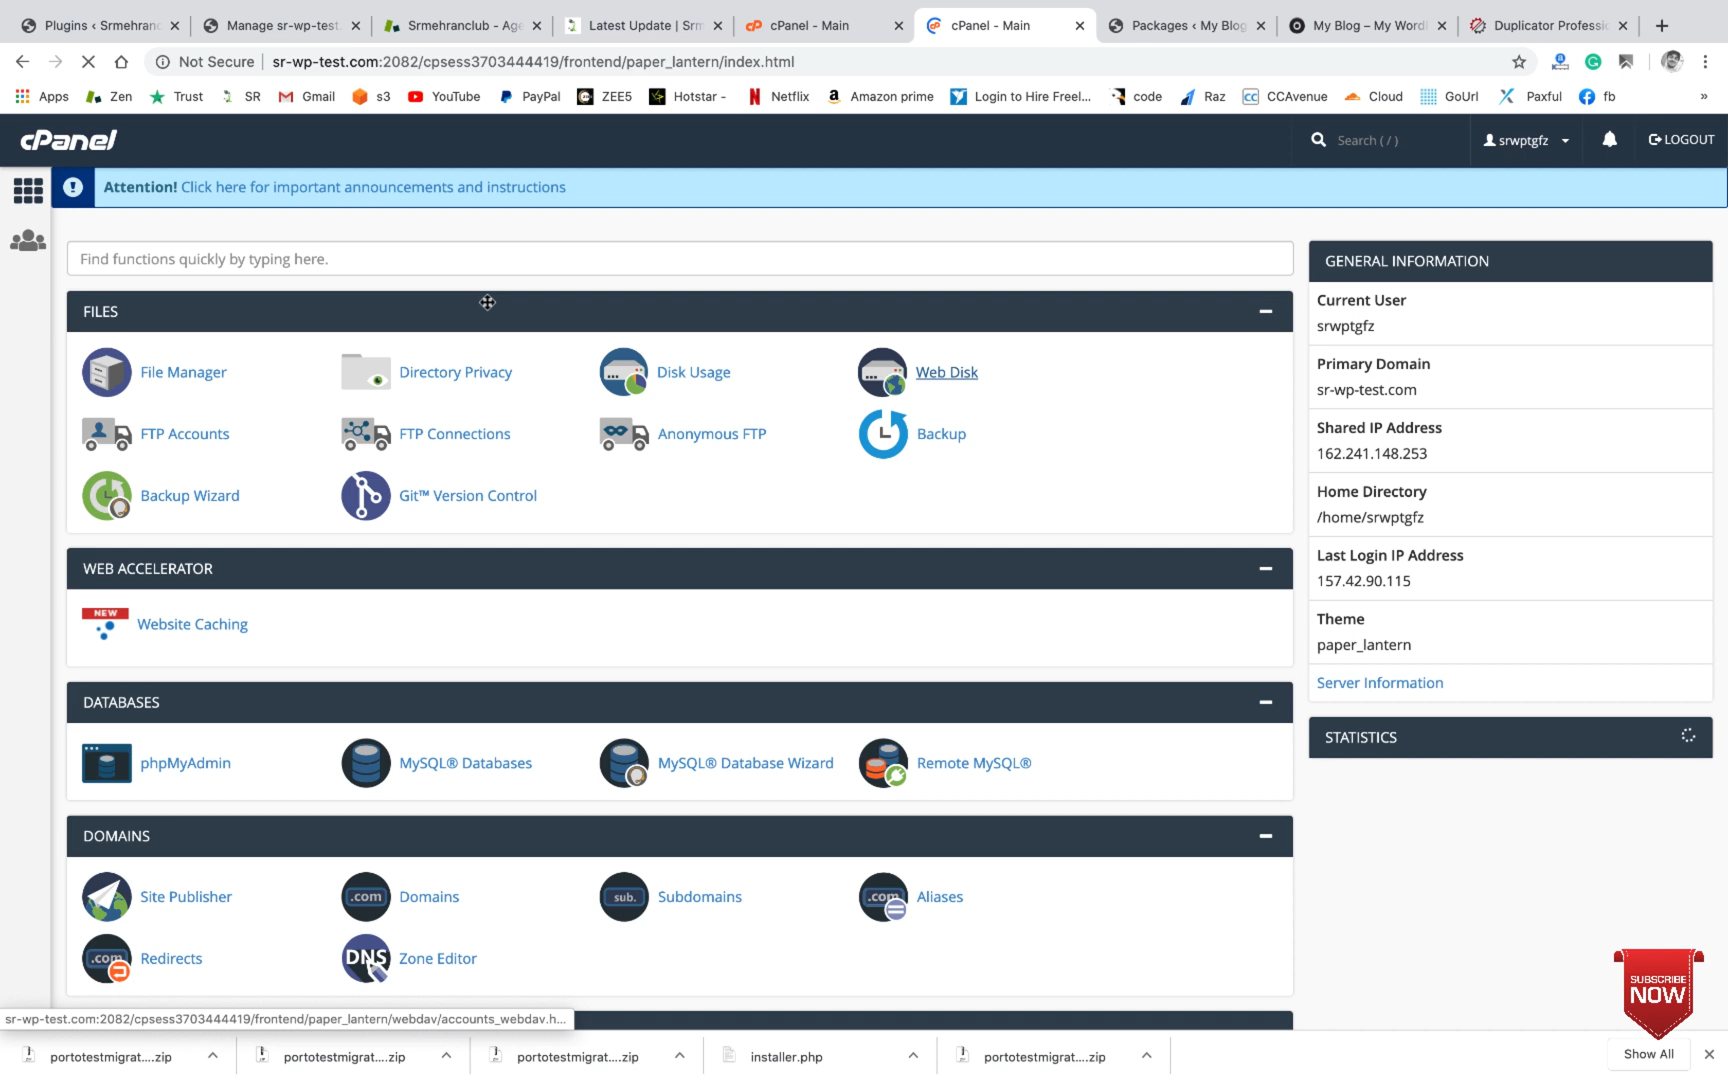 Plugins ‹ Srmehranc
Manage sr-wp-test.
Srmehranclub - Age
Latest Update | Srm
cPanel - Main
cPanel - Main
Packages ‹ My Blog
My Blog – My Word
Duplicator Professio
Not Secure | sr-wp-test.com:2082/cpsess3703444419/frontend/paper_lantern/index.html
Apps Zen Trust SR Gmail s3 YouTube PayPal ZEE5 Hotstar - Netflix Amazon prime Login to Hire Freel... code Raz CCAvenue Cloud GoUrl Paxful fb »
cPanel
Search ( / )
srwptgfz
LOGOUT
Attention! Click here for important announcements and instructions
Find functions quickly by typing here.
FILES
File Manager
Directory Privacy
Disk Usage
Web Disk
FTP Accounts
FTP Connections
Anonymous FTP
Backup
Backup Wizard
Git™ Version Control
WEB ACCELERATOR
NEW
Website Caching
DATABASES
phpMyAdmin
MySQL® Databases
MySQL® Database Wizard
Remote MySQL®
DOMAINS
Site Publisher
.com
Domains
sub.
Subdomains
.com
Aliases
.com
Redirects
DNS
Zone Editor
GENERAL INFORMATION
Current User
srwptgfz
Primary Domain
sr-wp-test.com
Shared IP Address
162.241.148.253
Home Directory
/home/srwptgfz
Last Login IP Address
157.42.90.115
Theme
paper_lantern
Server Information
STATISTICS
SUBSCRIBE
NOW
sr-wp-test.com:2082/cpsess3703444419/frontend/paper_lantern/webdav/accounts_webdav.h...
portotestmigrat....zip
portotestmigrat....zip
portotestmigrat....zip
installer.php
portotestmigrat....zip
Show All